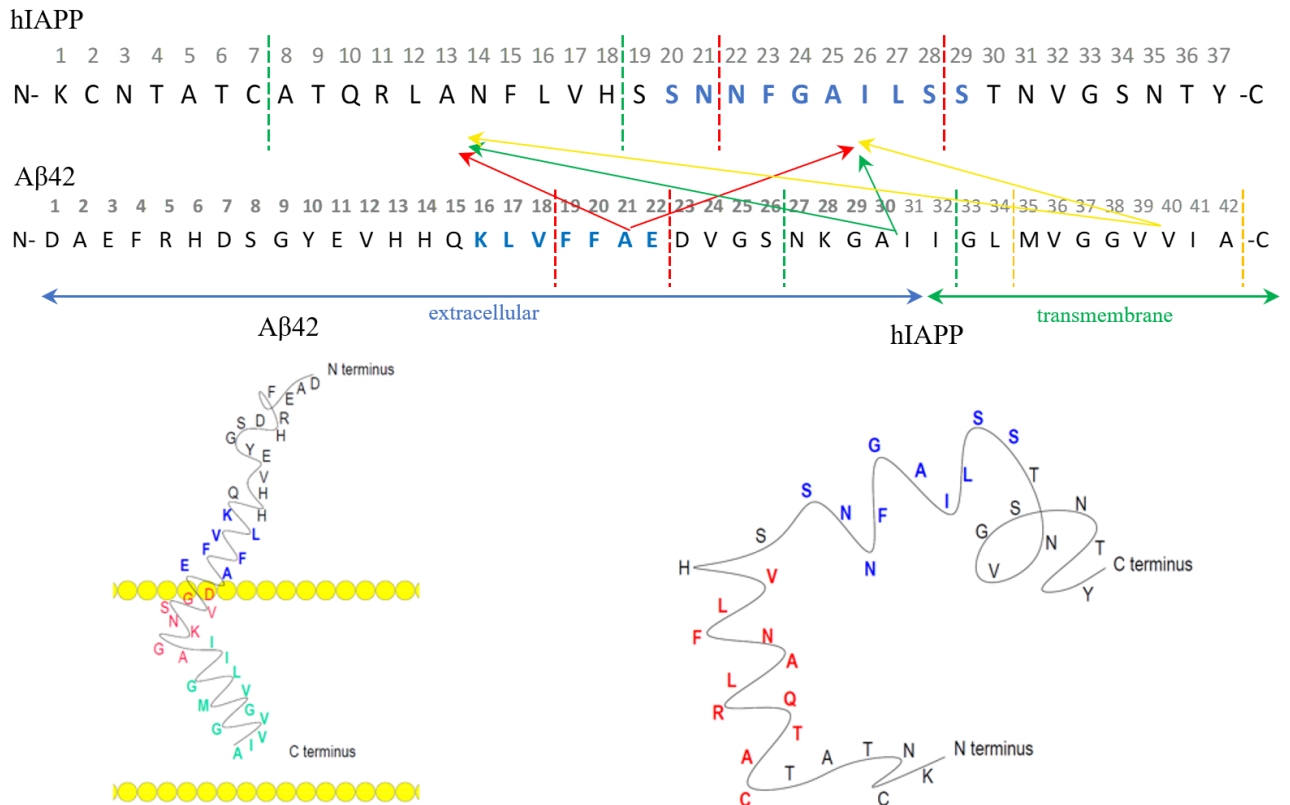 hIAPP
1 2 3 4 5 6 7 8 9 10 11 12 13 14 15 16 17 18 19 20 21 22 23 24 25 26 27 28 29 30 31 32 33 34 35 36 37
N- K C N T A T C A T Q R L A N F L V H S S N N F G A I L S S T N V G S N T Y -C
Aβ42
1 2 3 4 5 6 7 8 9 10 11 12 13 14 15 16 17 18 19 20 21 22 23 24 25 26 27 28 29 30 31 32 33 34 35 36 37 38 39 40 41 42
N- D A E F R H D S G Y E V H H Q K L V F F A E D V G S N K G A I I G L M V G G V V I A -C
extracellular
transmembrane
Aβ42
N terminus
D A E F R H D S G Y E V H H Q K L V F F A E D V G S N K G A I I G L M V G G V V I A
C terminus
hIAPP
N terminus
K C N T A T C A T Q R L A N F L V H S S N N F G A I L S S T N V G S N T Y
C terminus